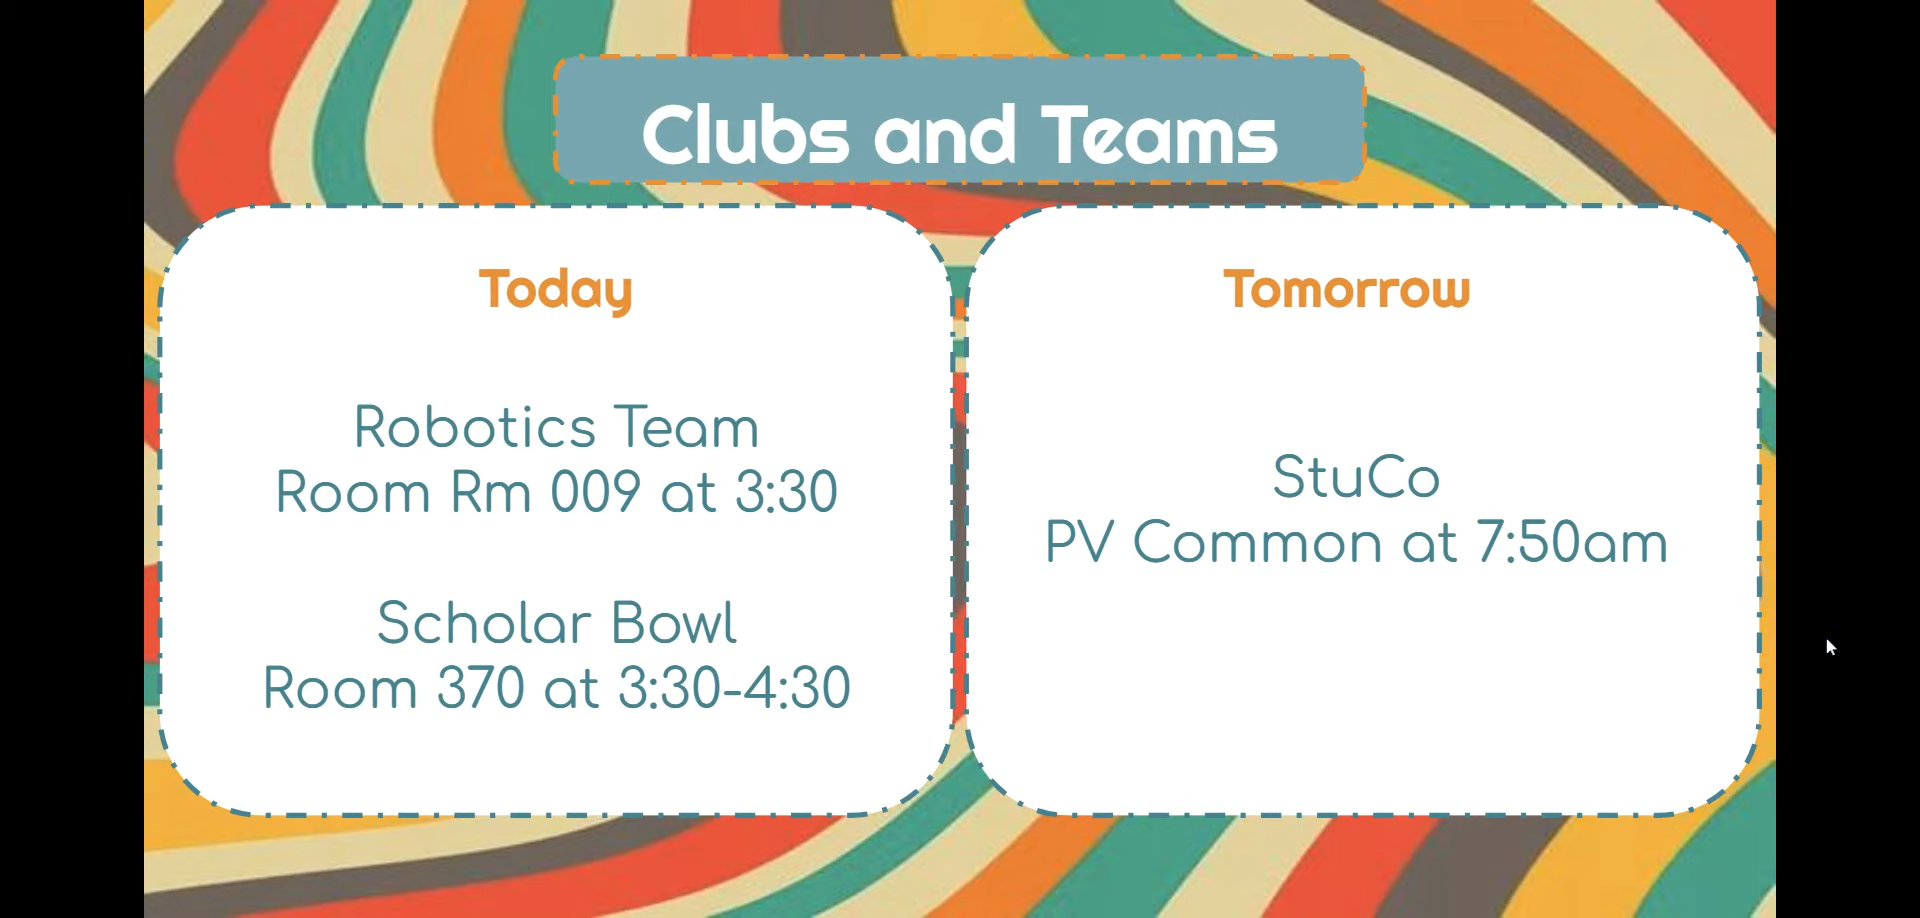 Clubs and Teams
Today
Robotics Team
Room Rm 009 at 3:30
Scholar Bowl
Room 370 at 3:30-4:30
Tomorrow
StuCo
PV Common at 7:50am